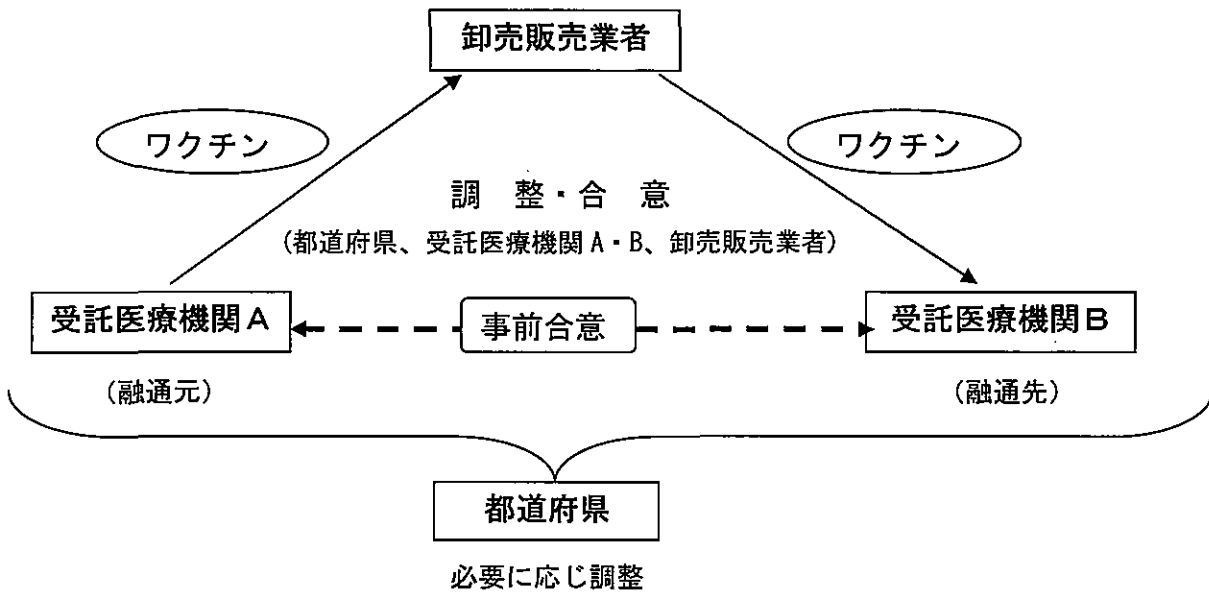 卸売販売業者
ワクチン
ワクチン
調 整・合 意
(都道府県、受託医療機関A・B、卸売販売業者)
受託医療機関A
事前合意
受託医療機関B
(融通元)
(融通先)
都道府県
必要に応じ調整